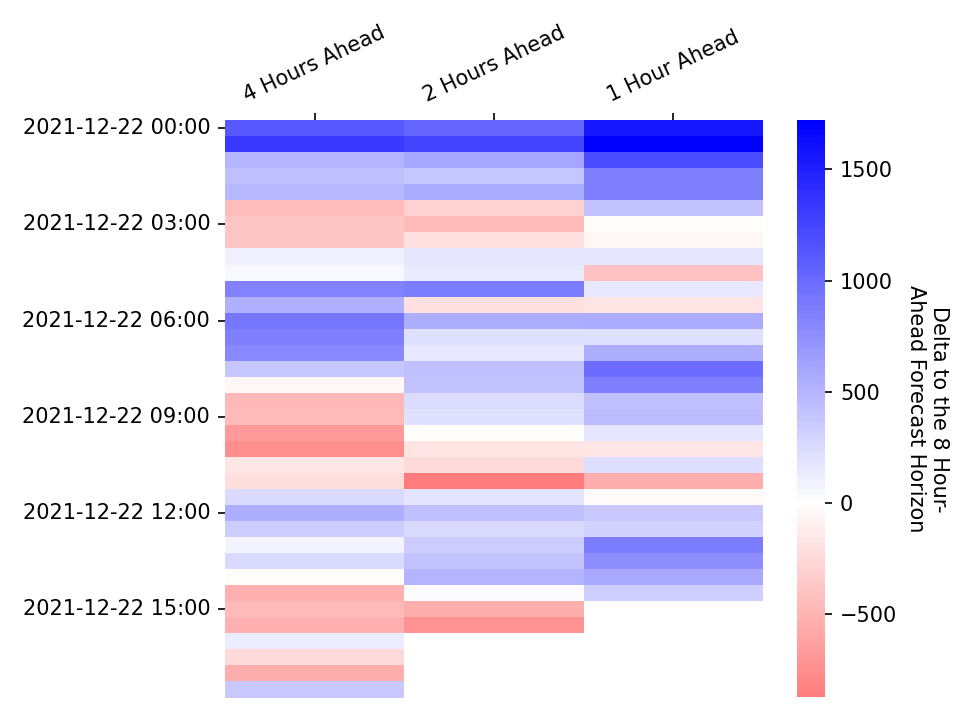 4 Hours Ahead
2 Hours Ahead
1 Hour Ahead
2021-12-22 00:00
2021-12-22 03:00
2021-12-22 06:00
2021-12-22 09:00
2021-12-22 12:00
2021-12-22 15:00
1500
1000
500
0
−500
Delta to the 8 Hour-
Ahead Forecast Horizon